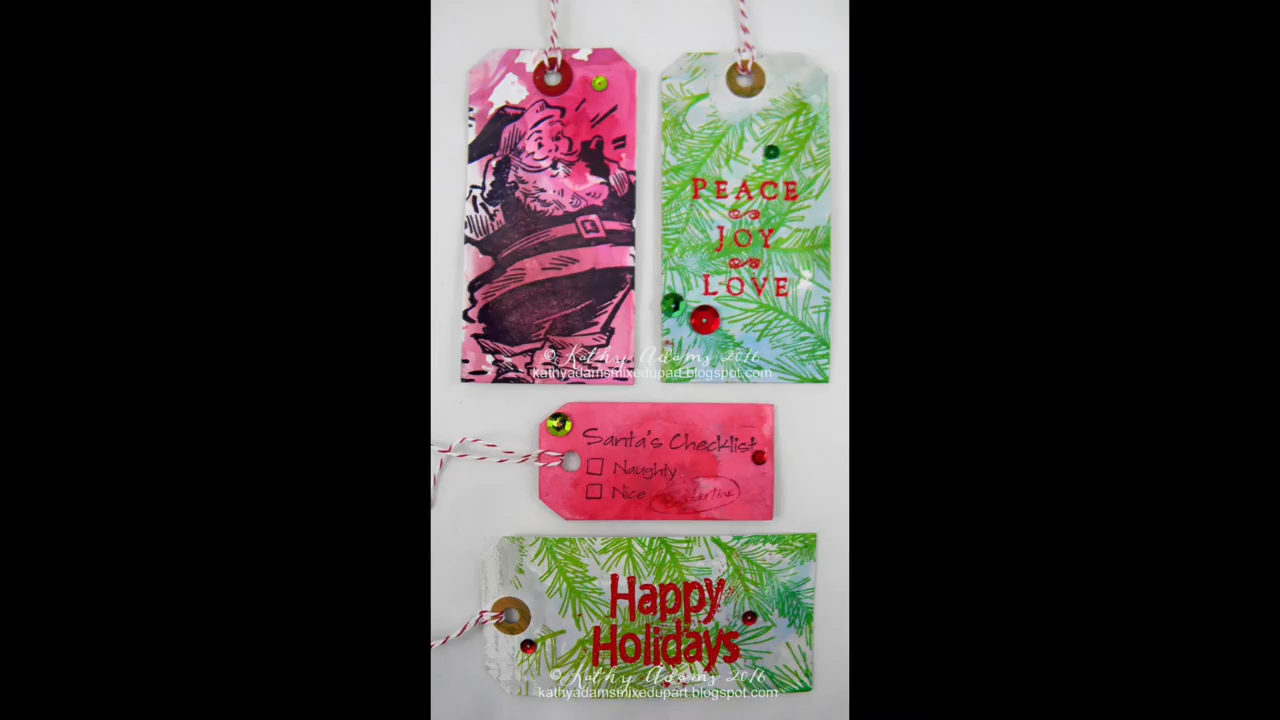 PEACE
JOY
LOVE
© Kathy Adams 2016
kathyadamsmixedupart.blogspot.com
Santa's Checklist
Naughty
Nice
Happy
Holidays
© Kathy Adams 2016
kathyadamsmixedupart.blogspot.com